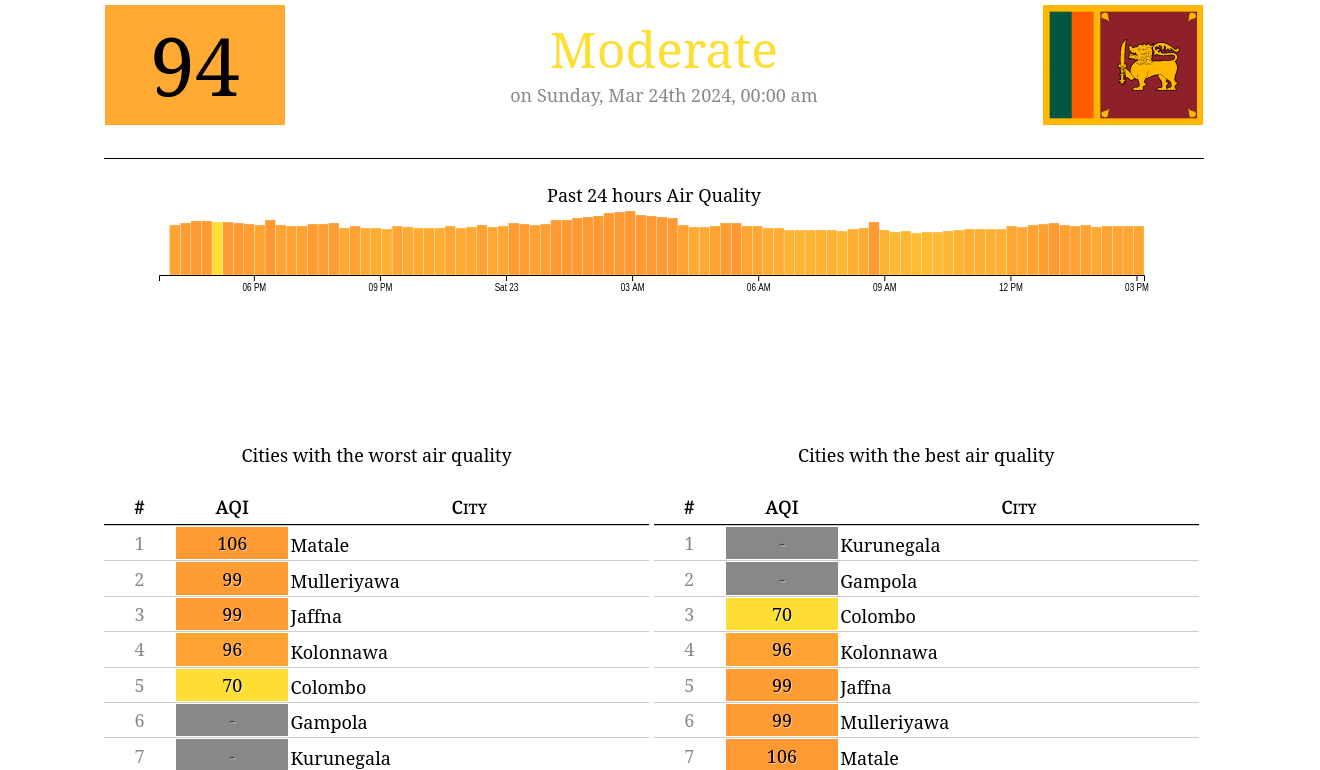 94
Moderate
on Sunday, Mar 24th 2024, 00:00 am
Past 24 hours Air Quality
06 PM 09 PM Sat 23 03 AM 06 AM 09 AM 12 PM 03 PM
Cities with the worst air quality
# AQI City
1 106 Matale
2 99 Mulleriyawa
3 99 Jaffna
4 96 Kolonnawa
5 70 Colombo
6 - Gampola
7 - Kurunegala
Cities with the best air quality
# AQI City
1 - Kurunegala
2 - Gampola
3 70 Colombo
4 96 Kolonnawa
5 99 Jaffna
6 99 Mulleriyawa
7 106 Matale